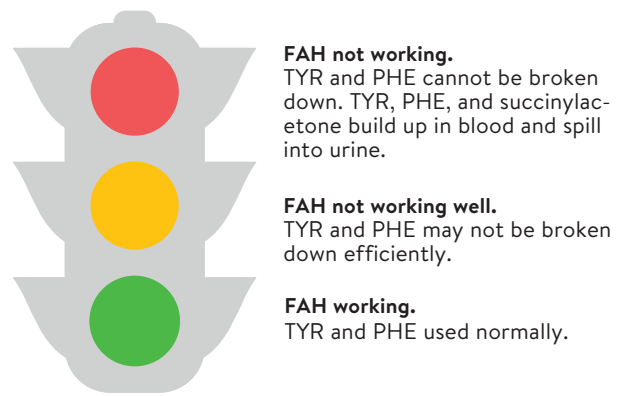 FAH not working.
TYR and PHE cannot be broken
down. TYR, PHE, and succinylac-
etone build up in blood and spill
into urine.
FAH not working well.
TYR and PHE may not be broken
down efficiently.
FAH working.
TYR and PHE used normally.